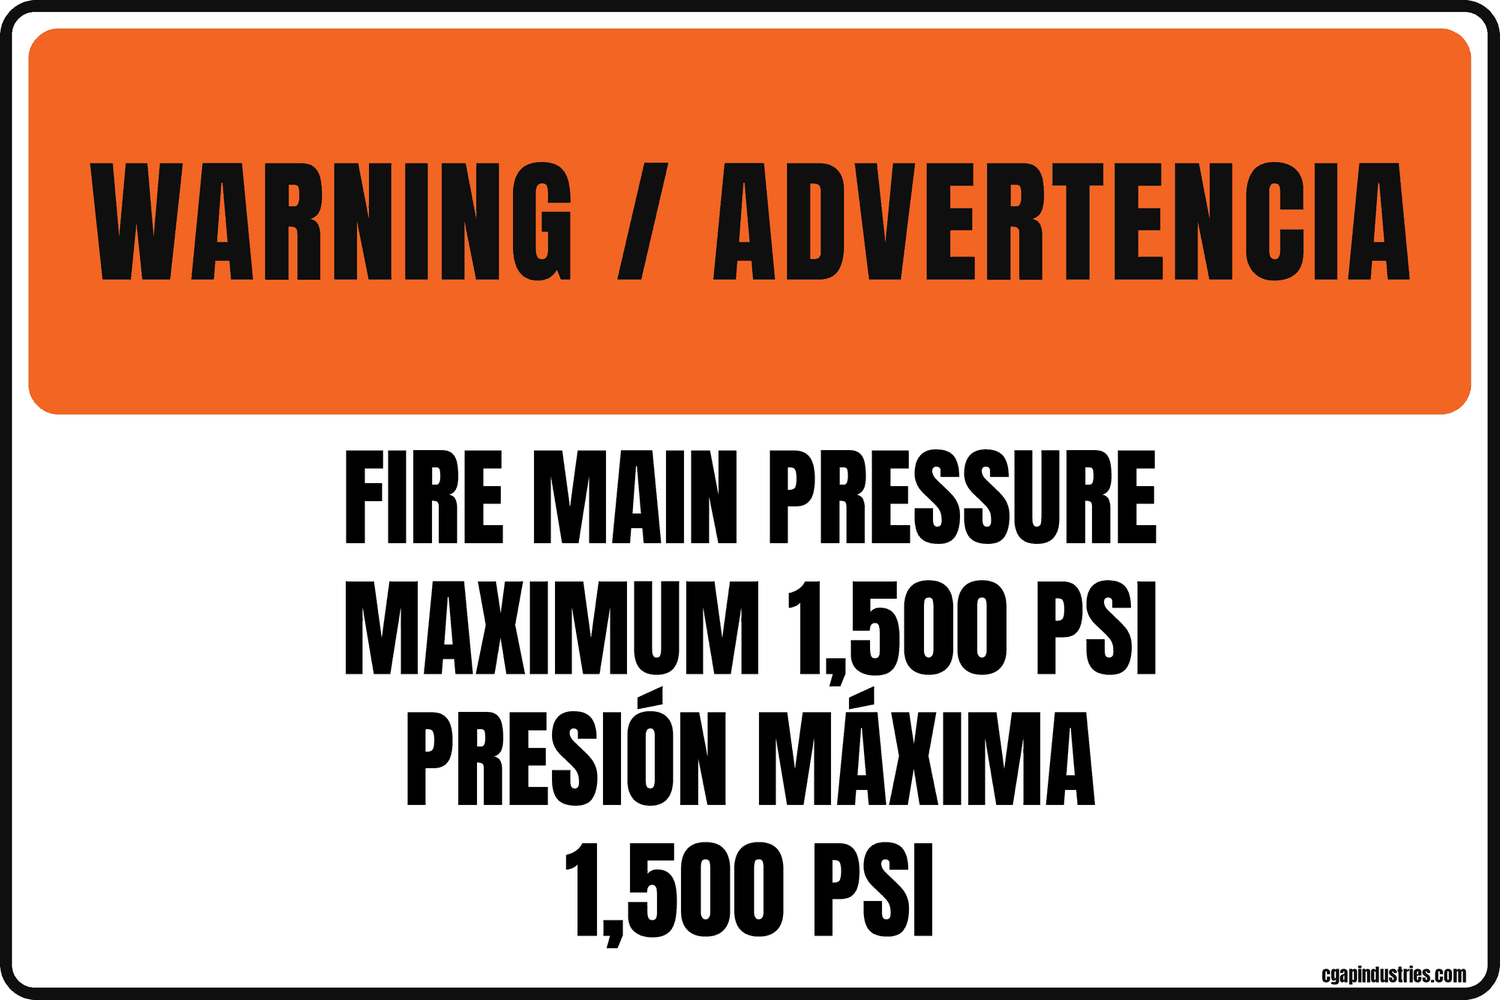 WARNING / ADVERTENCIA
FIRE MAIN PRESSURE
MAXIMUM 1,500 PSI
PRESIÓN MÁXIMA
1,500 PSI
cgapindustries.com